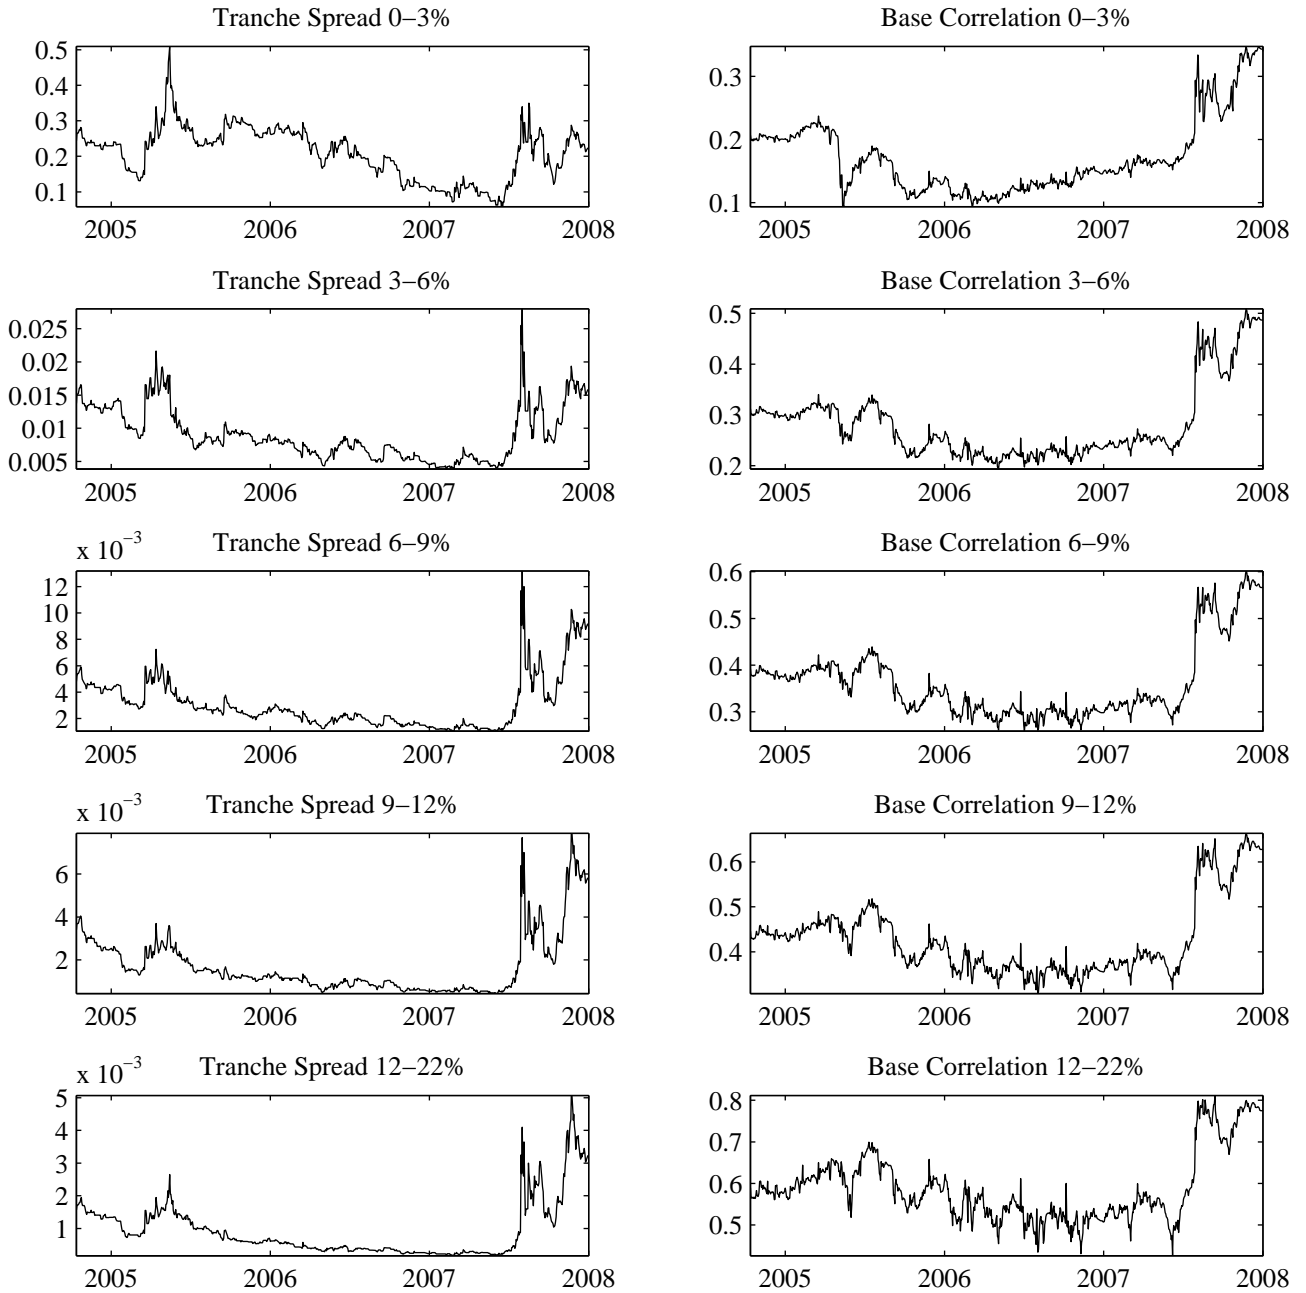 Tranche Spread 0−3%
0.5
0.4
0.3
0.2
0.1
2005 2006 2007 2008
Base Correlation 0−3%
0.3
0.2
0.1
2005 2006 2007 2008
Tranche Spread 3−6%
0.025
0.02
0.015
0.01
0.005
2005 2006 2007 2008
Base Correlation 3−6%
0.5
0.4
0.3
0.2
2005 2006 2007 2008
x 10−3
Tranche Spread 6−9%
12
10
8
6
4
2
2005 2006 2007 2008
Base Correlation 6−9%
0.6
0.5
0.4
0.3
2005 2006 2007 2008
x 10−3
Tranche Spread 9−12%
6
4
2
2005 2006 2007 2008
Base Correlation 9−12%
0.6
0.5
0.4
2005 2006 2007 2008
x 10−3
Tranche Spread 12−22%
5
4
3
2
1
2005 2006 2007 2008
Base Correlation 12−22%
0.8
0.7
0.6
0.5
2005 2006 2007 2008